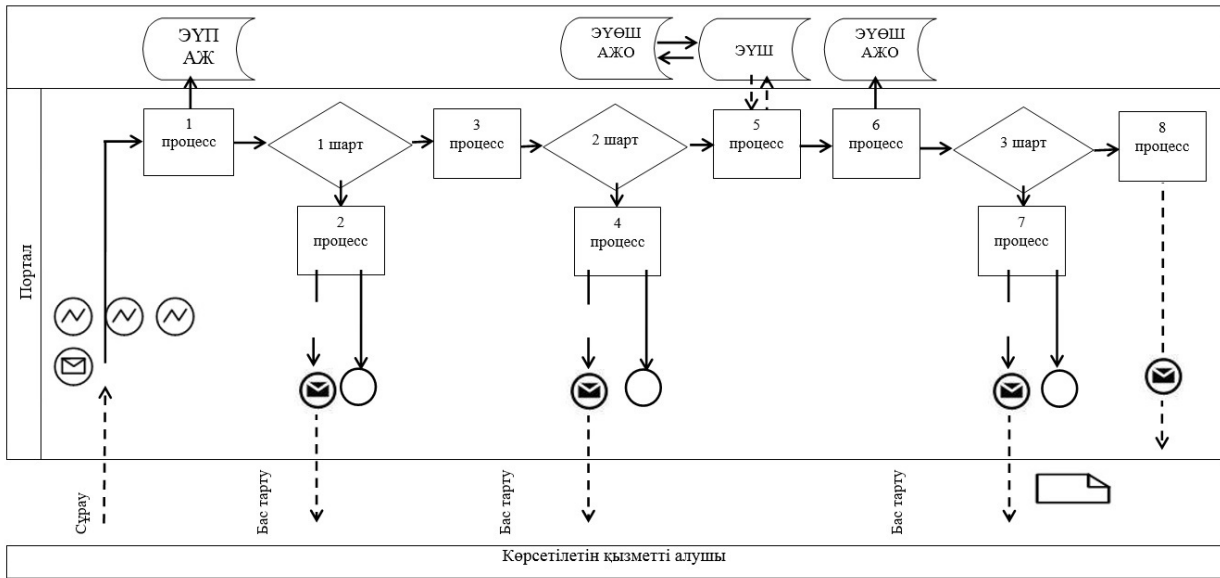 ЭҮП
АЖ
ЭҮӨШ
АЖО
ЭҮШ
ЭҮӨШ
АЖО
1
процесс
1 шарт
3
процесс
2 шарт
5
процесс
6
процесс
3 шарт
8
процесс
2
процесс
4
процесс
7
процесс
Портал
Сұрау
Бас тарту
Бас тарту
Бас тарту
Көрсетілетін қызметті алушы